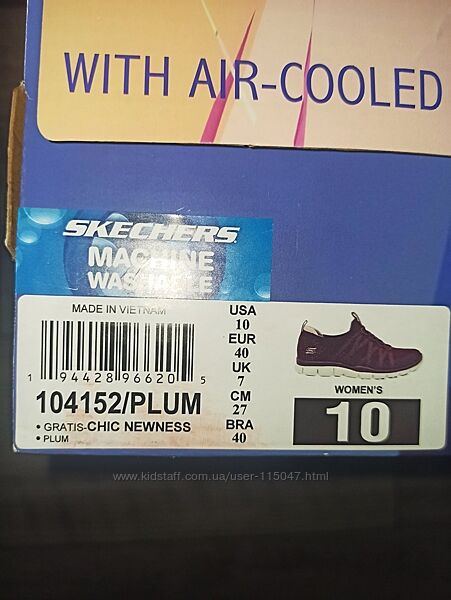 WITH AIR-COOLED
SKECHERS
MACHINE
WASHABLE
MADE IN VIETNAM
1 94428 96620 5
104152/PLUM
• GRATIS-CHIC NEWNESS
• PLUM
USA
10
EUR
40
UK
7
CM
27
BRA
40
WOMEN'S
10
www.kidstaff.com.ua/user-115047.html